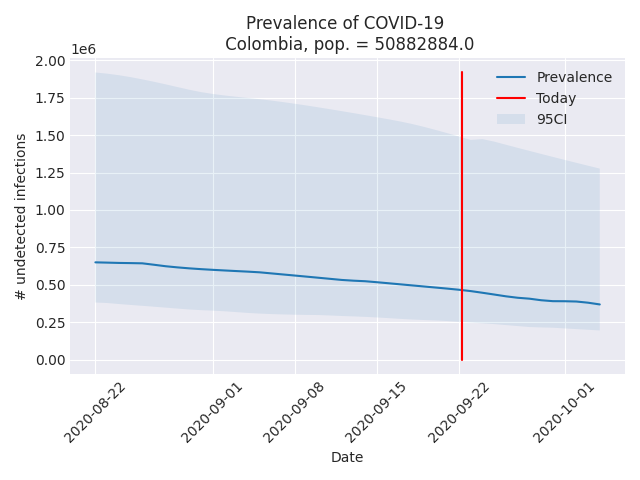 Prevalence of COVID-19
Colombia, pop. = 50882884.0
1e6
2.00
1.75
1.50
1.25
1.00
0.75
0.50
0.25
0.00
# undetected infections
Prevalence
Today
95CI
2020-08-22
2020-09-01
2020-09-08
2020-09-15
2020-09-22
2020-10-01
Date